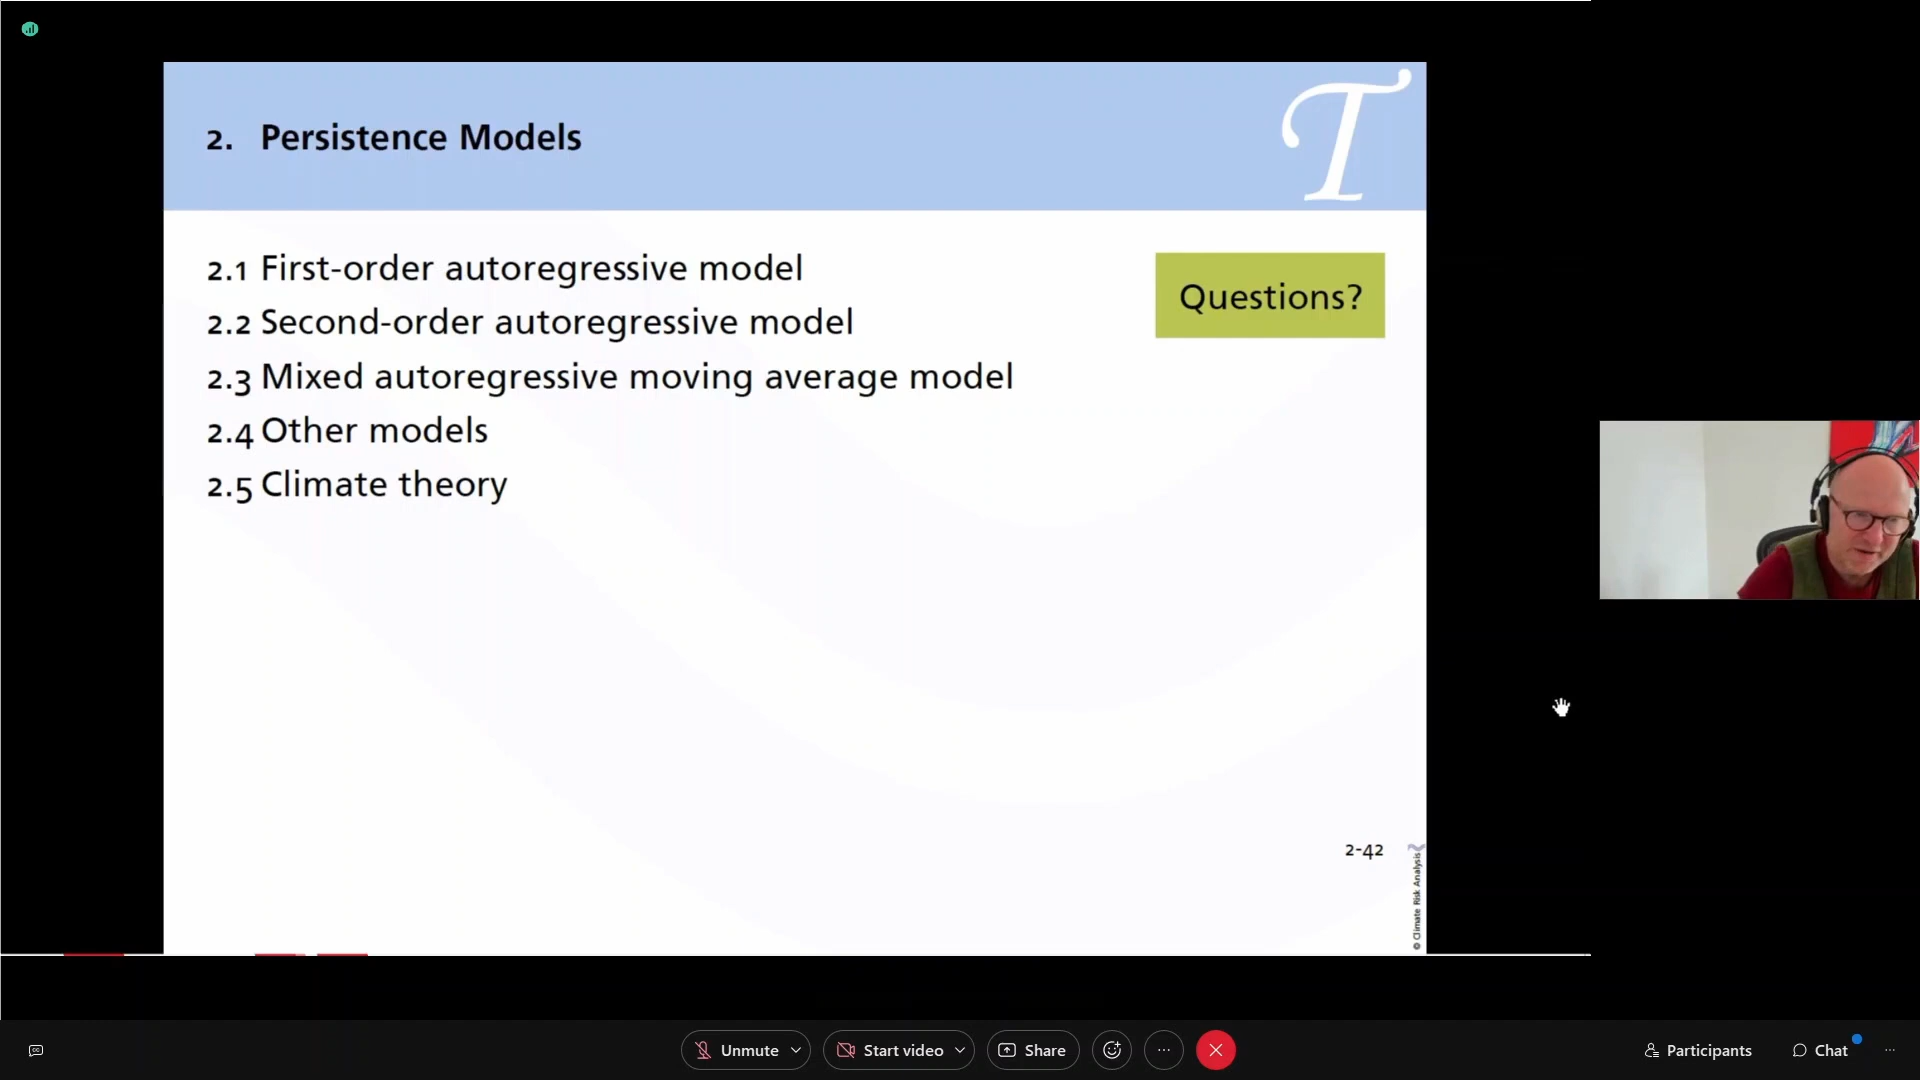 2. Persistence Models
T
2.1 First-order autoregressive model
Questions?
2.2 Second-order autoregressive model
2.3 Mixed autoregressive moving average model
2.4 Other models
2.5 Climate theory
2-42
© Climate Risk Analysis
Unmute
Start video
Share
Participants
Chat